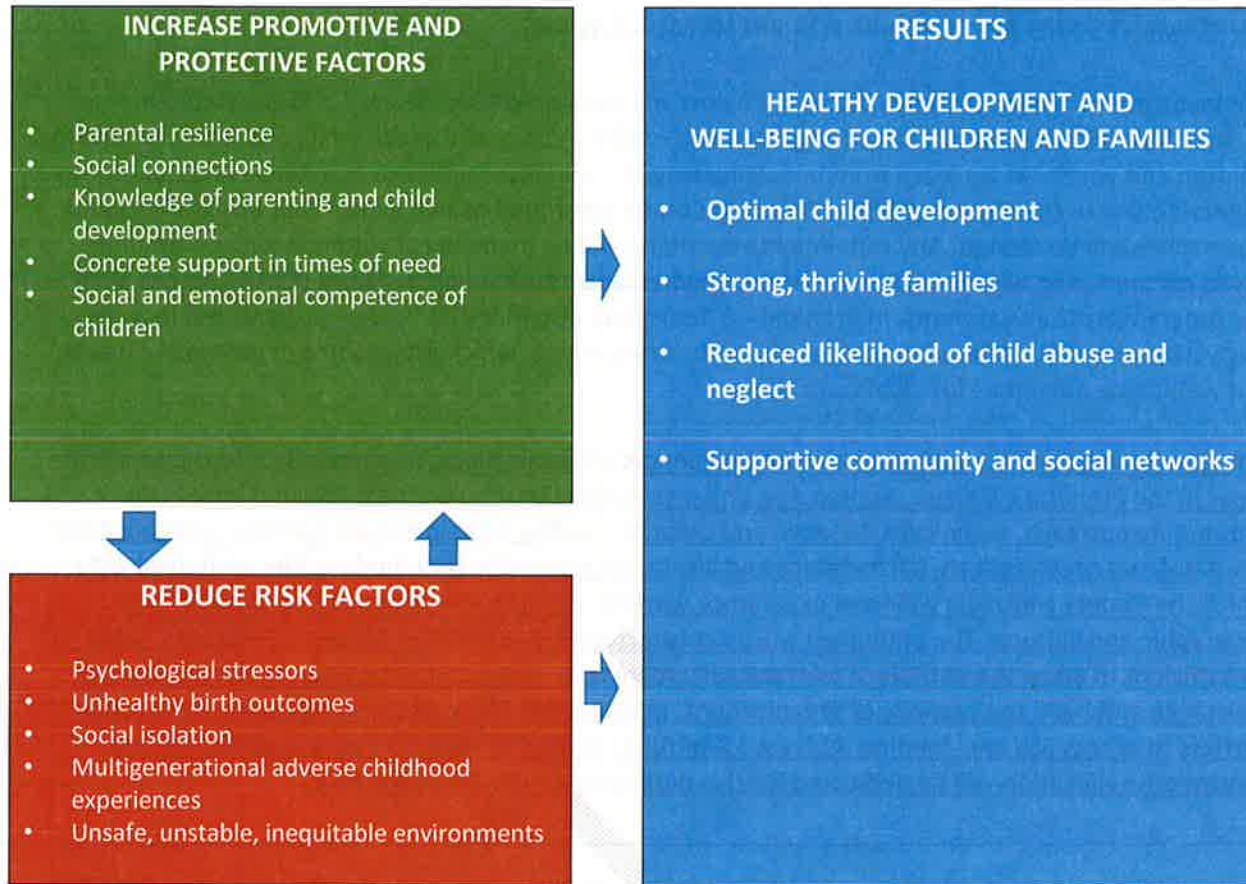 INCREASE PROMOTIVE AND
PROTECTIVE FACTORS
• Parental resilience
• Social connections
• Knowledge of parenting and child
development
• Concrete support in times of need
• Social and emotional competence of
children
REDUCE RISK FACTORS
• Psychological stressors
• Unhealthy birth outcomes
• Social isolation
• Multigenerational adverse childhood
experiences
• Unsafe, unstable, inequitable environments
RESULTS
HEALTHY DEVELOPMENT AND
WELL-BEING FOR CHILDREN AND FAMILIES
• Optimal child development
• Strong, thriving families
• Reduced likelihood of child abuse and
neglect
• Supportive community and social networks